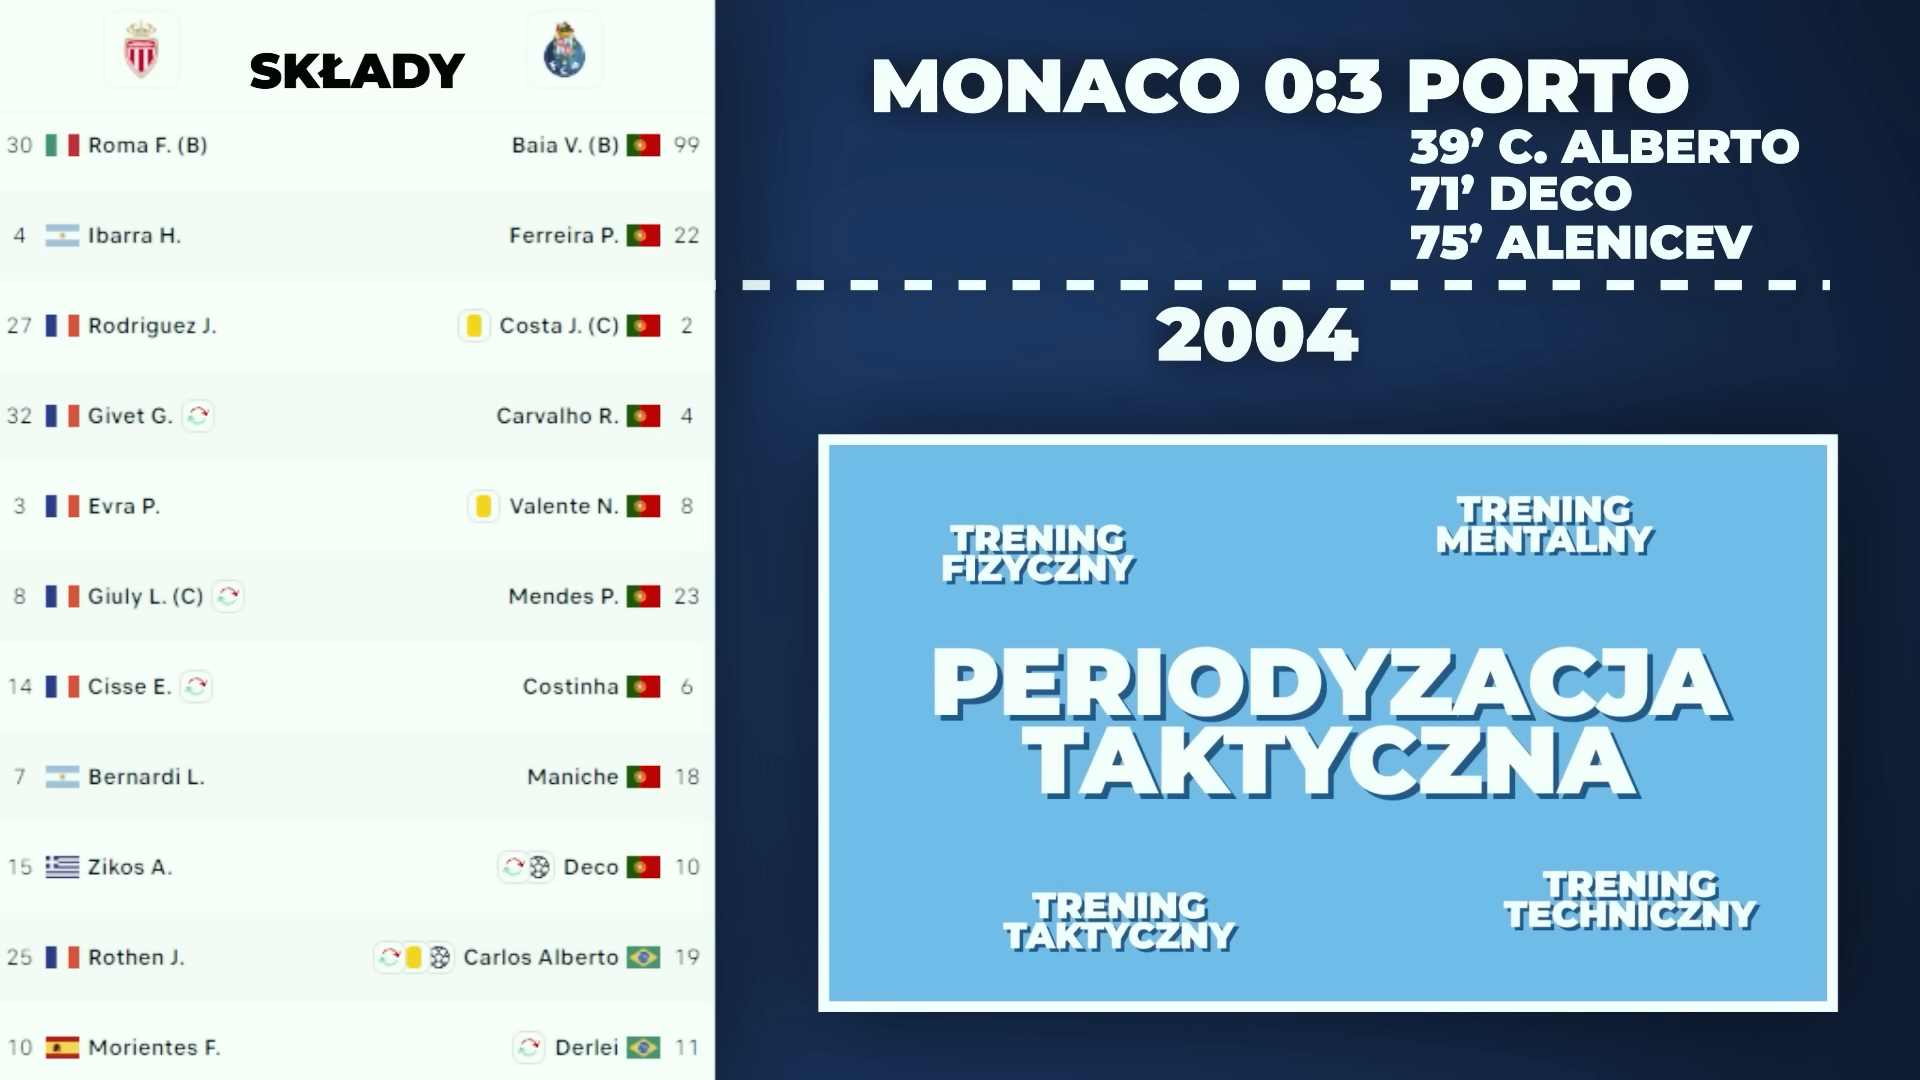 SKŁADY
30 Roma F. (B) Baia V. (B) 99
4 Ibarra H. Ferreira P. 22
27 Rodriguez J. Costa J. (C) 2
32 Givet G. Carvalho R. 4
3 Evra P. Valente N. 8
8 Giuly L. (C) Mendes P. 23
14 Cisse E. Costinha 6
7 Bernardi L. Maniche 18
15 Zikos A. Deco 10
25 Rothen J. Carlos Alberto 19
10 Morientes F. Derlei 11
MONACO 0:3 PORTO
39’ C. ALBERTO
71’ DECO
75’ ALENICEV
2004
TRENING
FIZYCZNY
TRENING
MENTALNY
PERIODYZACJA
TAKTYCZNA
TRENING
TAKTYCZNY
TRENING
TECHNICZNY